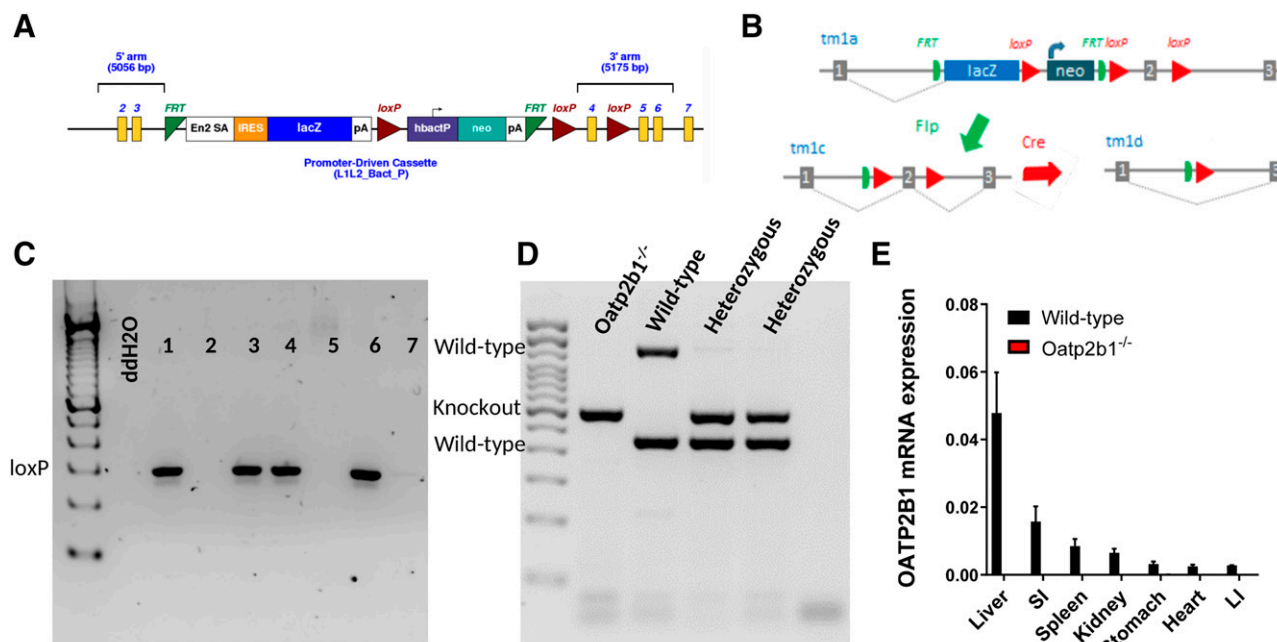 A
5' arm
(5056 bp)
3' arm
(5175 bp)
2 3 FRT loxP FRT loxP 4 loxP 5 6 7
En2 SA IRES lacZ pA hbactP neo pA
Promoter-Driven Cassette
(L1L2_Bact_P)
B
tm1a FRT loxP FRT loxP loxP
1 lacZ neo 2 3
Flp
Cre
tm1c
tm1d
1 2 3
1 3
C
ddH2O
1 2 3 4 5 6 7
loxP
D
Oatp2b1-/-
Wild-type
Heterozygous
Heterozygous
Wild-type
Knockout
Wild-type
E
OATP2B1 mRNA expression
0.08
0.06
0.04
0.02
0.00
Wild-type
Oatp2b1-/-
Liver
SI
Spleen
Kidney
Stomach
Heart
LI